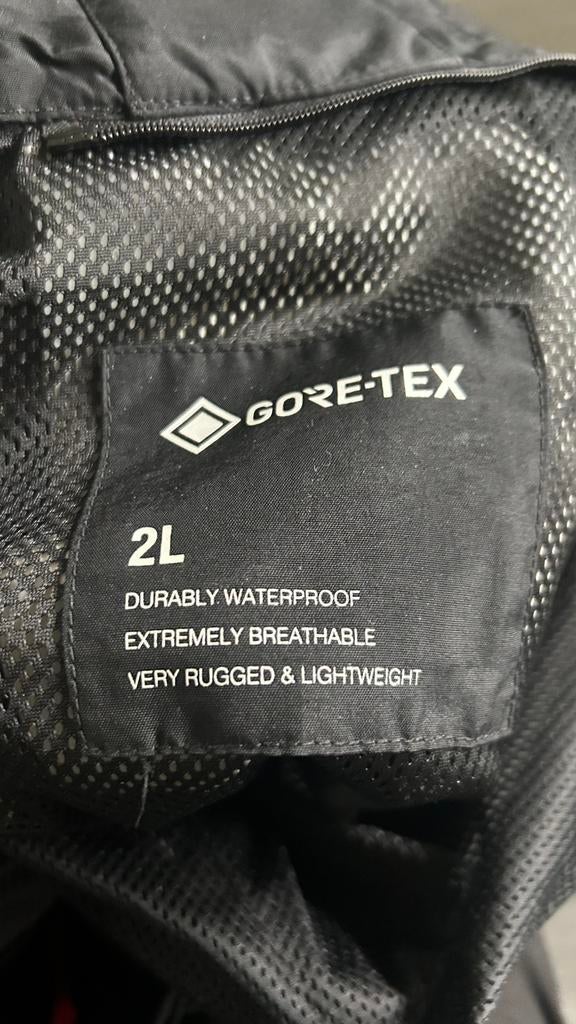 GORE-TEX
2L
DURABLY WATERPROOF
EXTREMELY BREATHABLE
VERY RUGGED & LIGHTWEIGHT